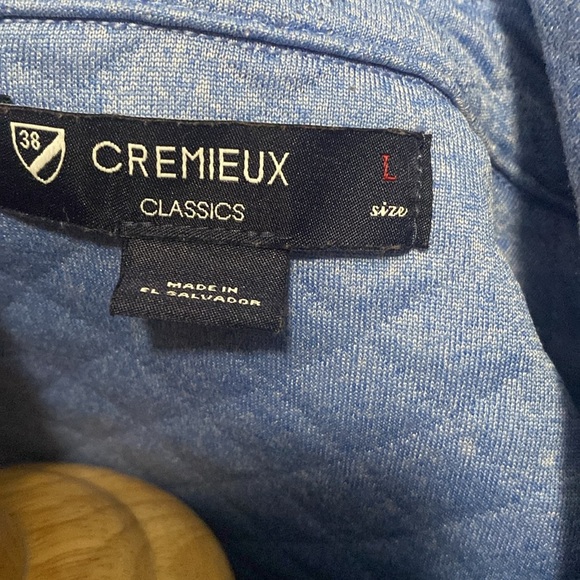 38
CREMIEUX
L
CLASSICS
size
MADE IN
EL SALVADOR